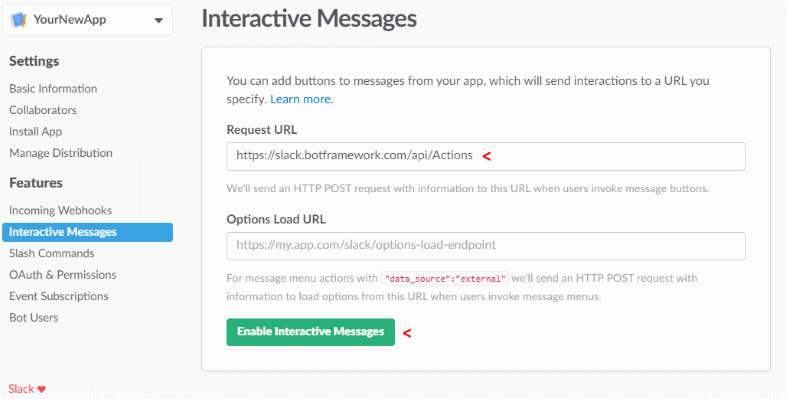 YourNewApp
Settings
Basic Information
Collaborators
Install App
Manage Distribution
Features
Incoming Webhooks
Interactive Messages
Slash Commands
OAuth & Permissions
Event Subscriptions
Bot Users
Slack
Interactive Messages
You can add buttons to messages from your app, which will send interactions to a URL you
specify. Learn more.
Request URL
https://slack.botframework.com/api/Actions <
We'll send an HTTP POST request with information to this URL when users invoke message buttons.
Options Load URL
https://my.app.com/slack/options-load-endpoint
For message menu actions with "data_source":"external" we'll send an HTTP POST request with
information to load options from this URL when users invoke message menus.
Enable Interactive Messages <